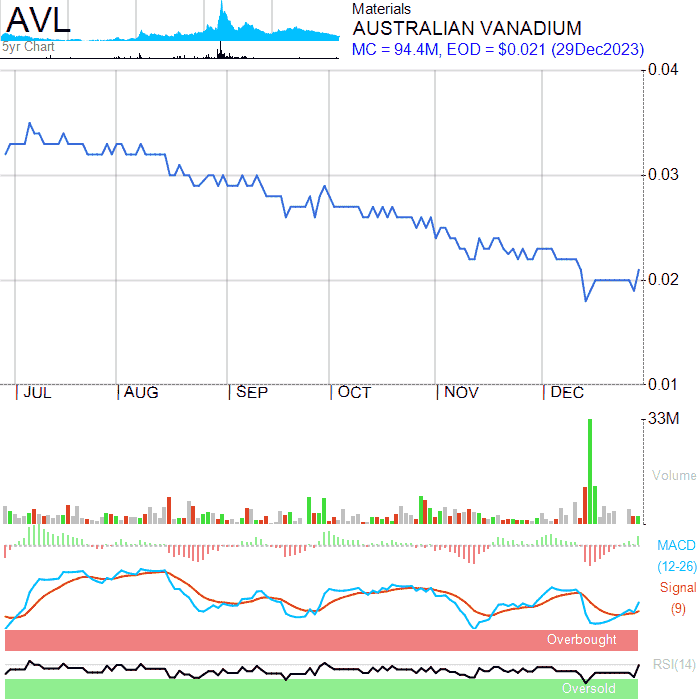 AVL
5yr Chart
Materials
AUSTRALIAN VANADIUM
MC = 94.4M, EOD = $0.021 (29Dec2023)
0.04
0.03
0.02
0.01
JUL AUG SEP OCT NOV DEC
33M
Volume
MACD
(12-26)
Signal
(9)
Overbought
RSI(14)
Oversold